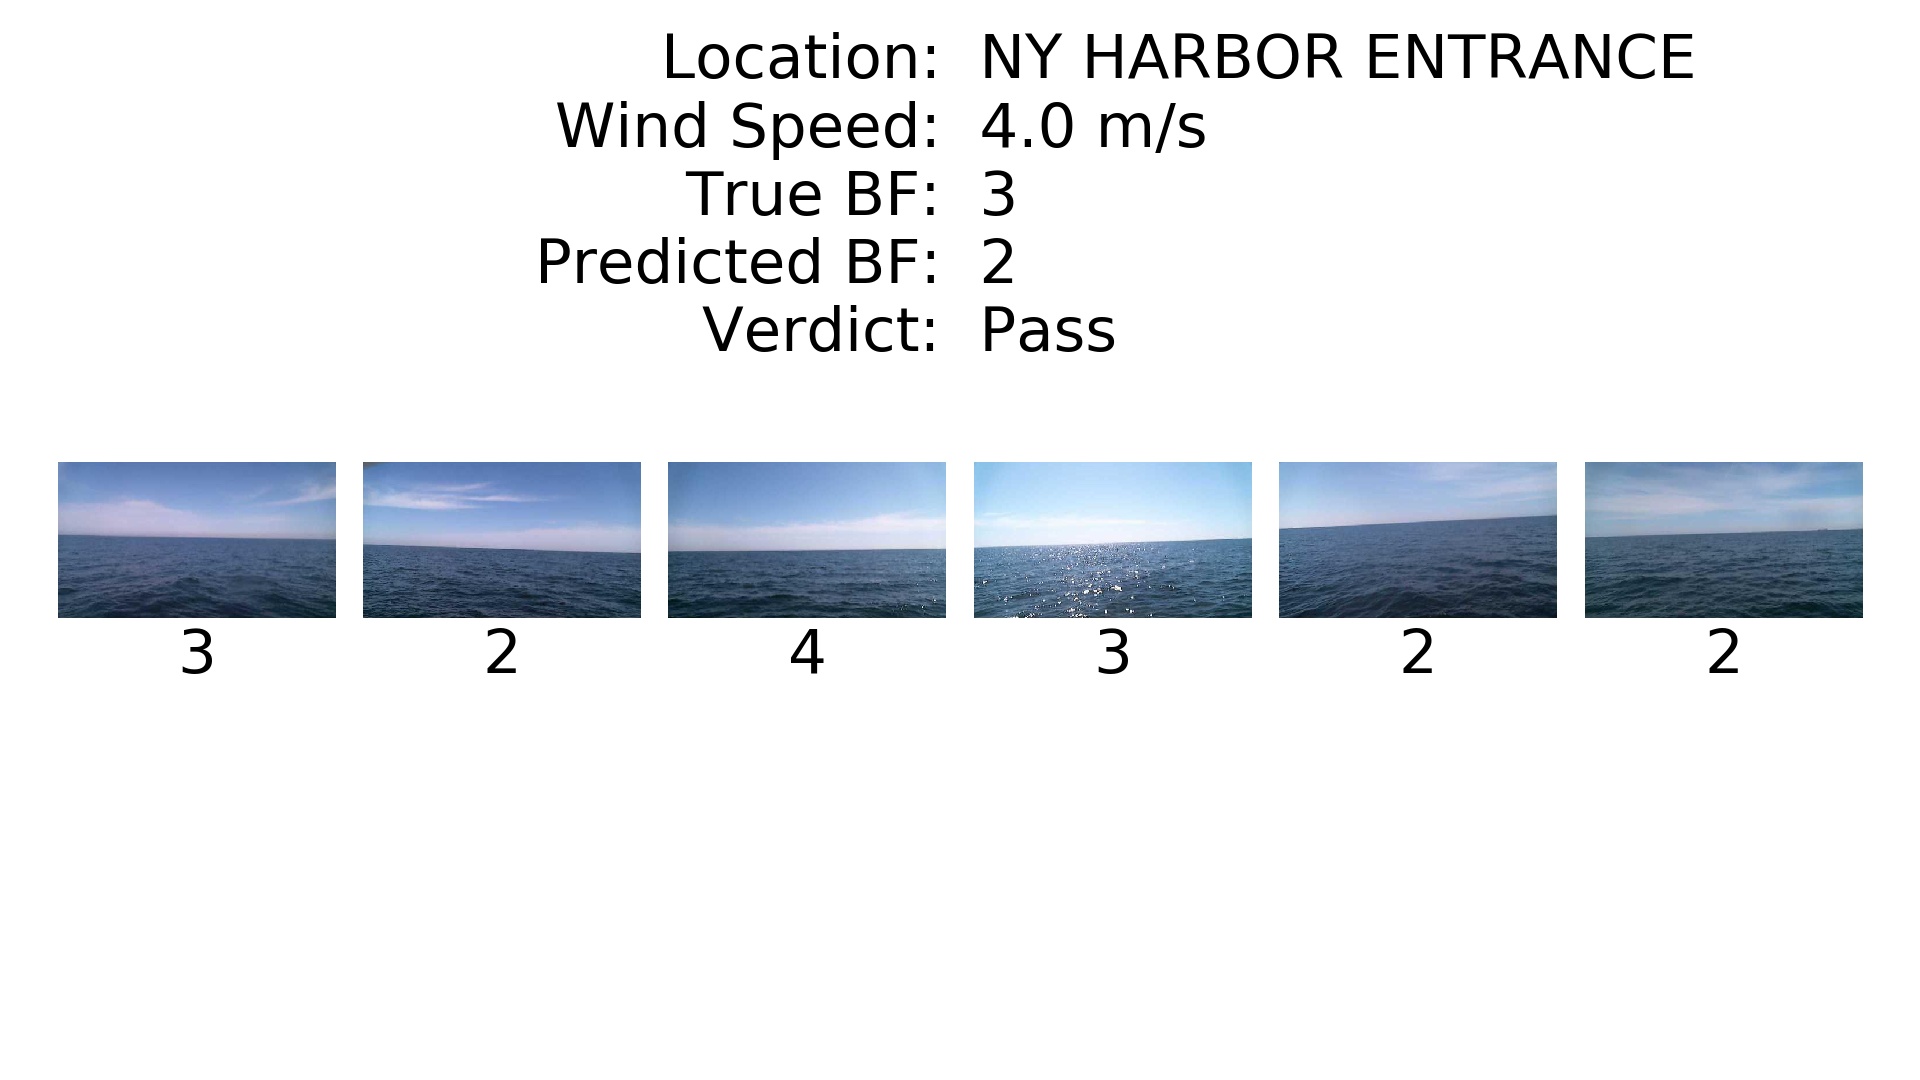 Location: NY HARBOR ENTRANCE
Wind Speed: 4.0 m/s
True BF: 3
Predicted BF: 2
Verdict: Pass
3 2 4 3 2 2